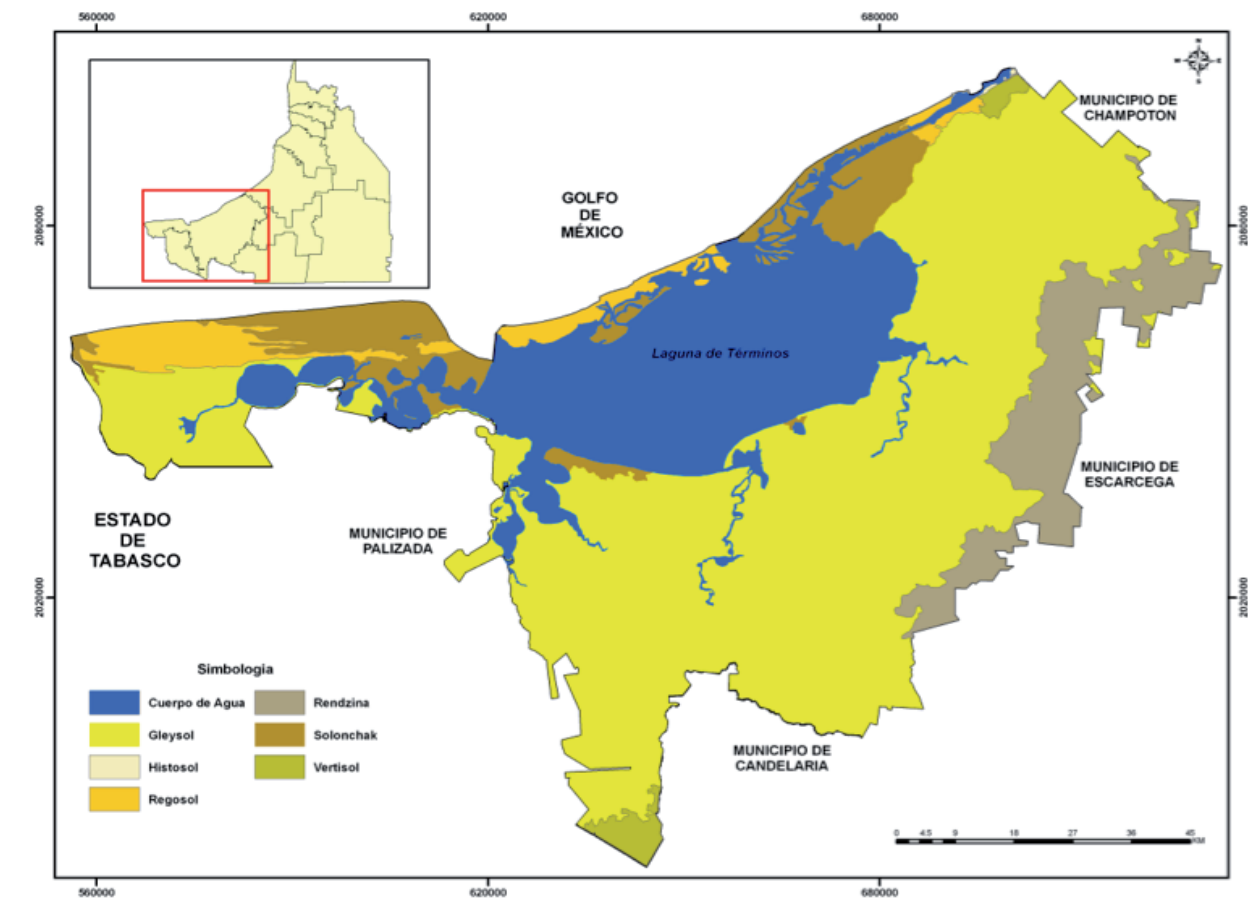 560000
620000
680000
N
W
E
S
MUNICIPIO DE
CHAMPOTON
GOLFO
DE
MÉXICO
2080000
2080000
Laguna de Términos
MUNICIPIO DE
ESCARCEGA
ESTADO
DE
TABASCO
MUNICIPIO DE
PALIZADA
2020000
2020000
Simbologia
Cuerpo de Agua
Rendzina
Gleysol
Solonchak
Histosol
Vertisol
Regosol
MUNICIPIO DE
CANDELARIA
0 4.5 9 18 27 36 45
KM
560000
620000
680000